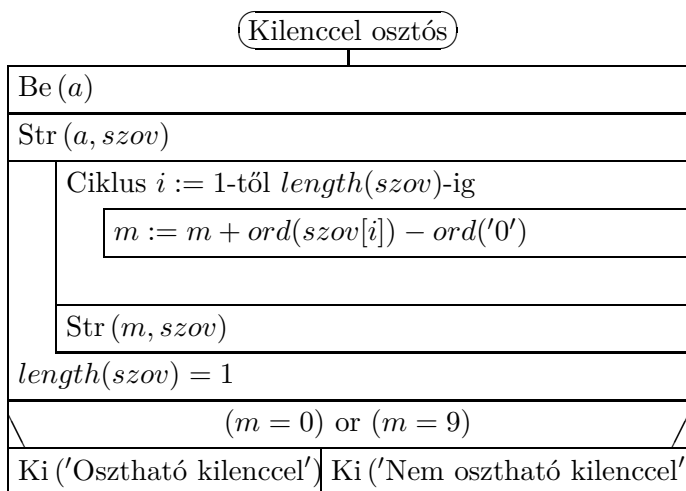 Kilenccel osztós
Be (a)
Str (a, szov)
Ciklus i := 1-től length(szov)-ig
m := m + ord(szov[i]) − ord('0')
Str (m, szov)
length(szov) = 1
(m = 0) or (m = 9)
Ki ('Osztható kilenccel') Ki ('Nem osztható kilenccel'